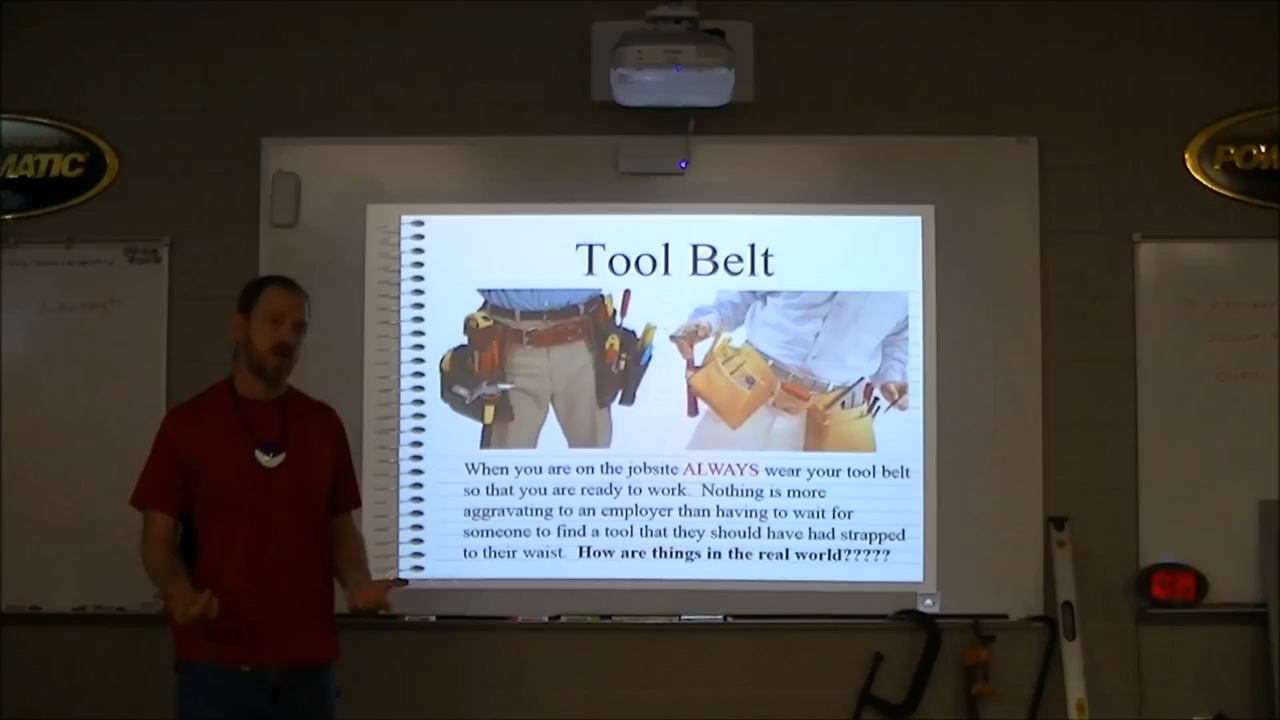 MATIC
POW
Tool Belt
When you are on the jobsite ALWAYS wear your tool belt
so that you are ready to work. Nothing is more
aggravating to an employer than having to wait for
someone to find a tool that they should have had strapped
to their waist. How are things in the real world?????